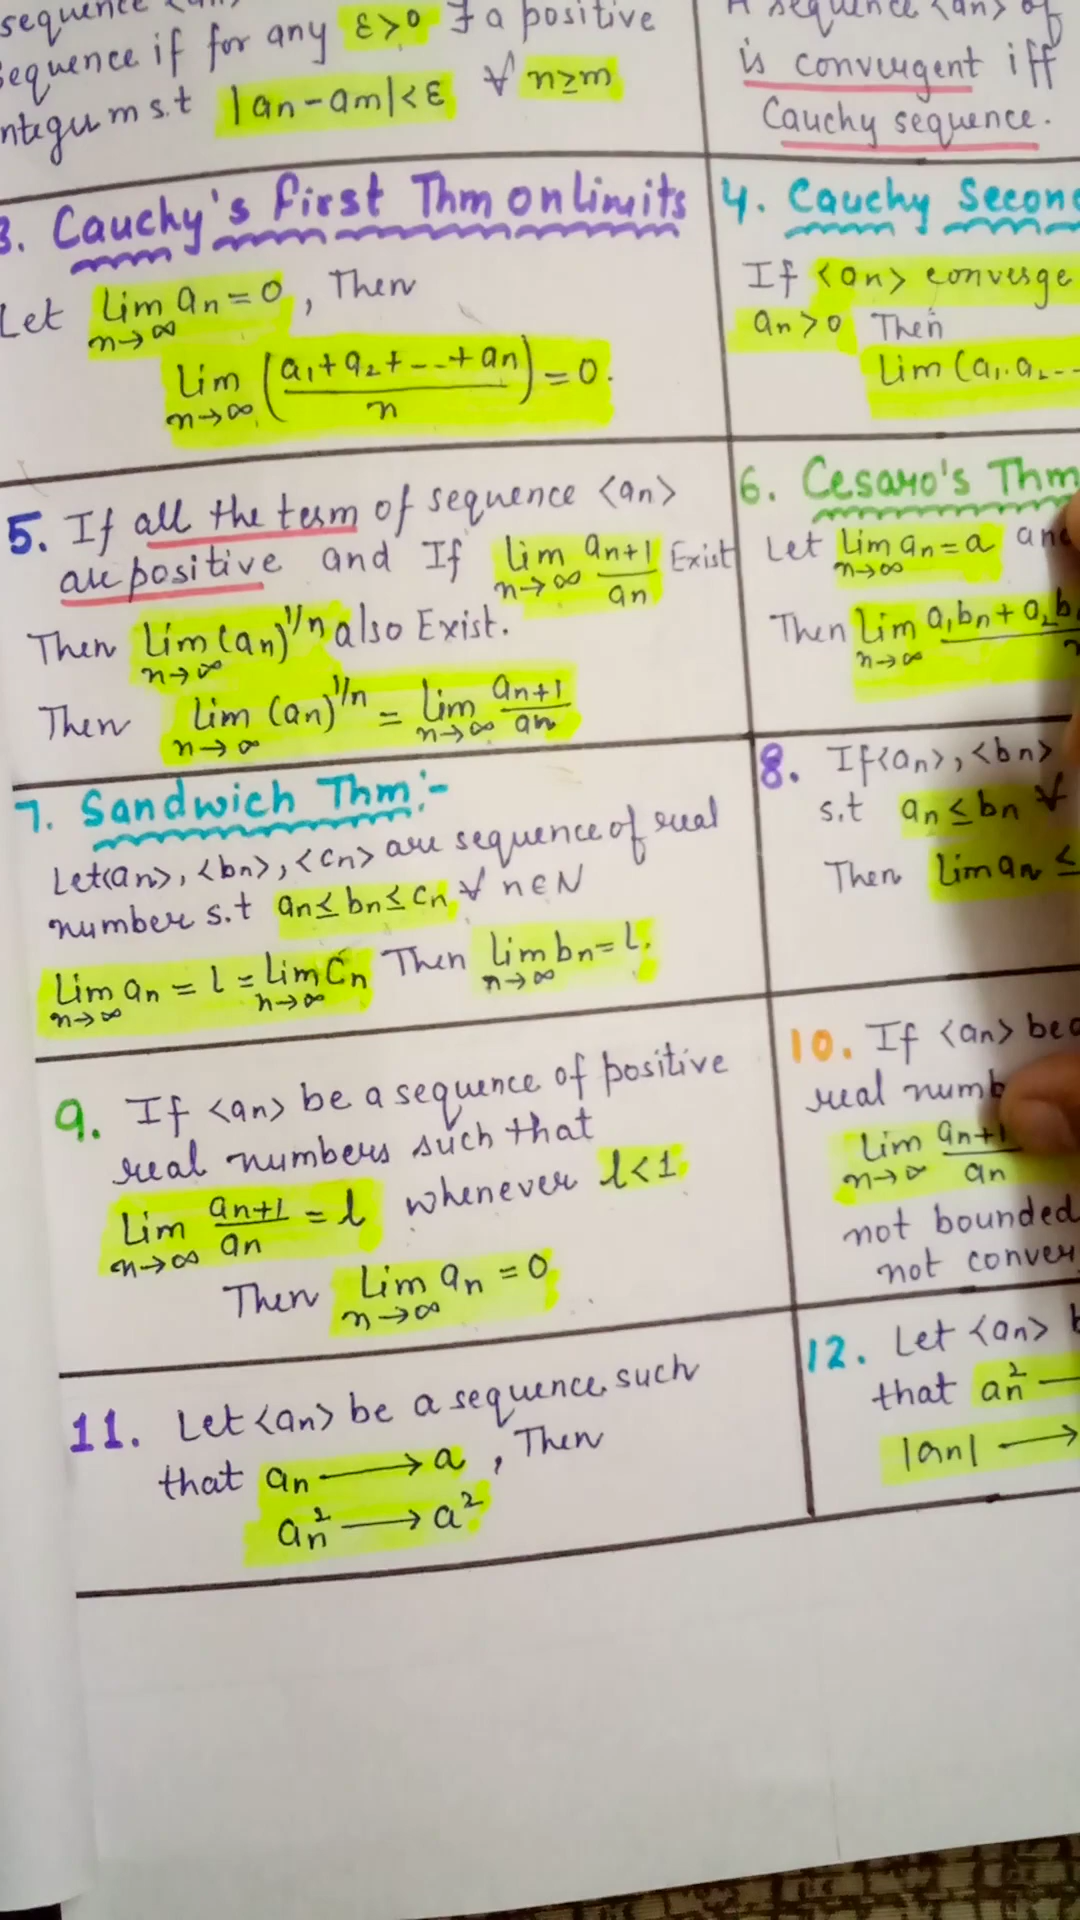 sequence
sequence if for any ε>0 ∃ a positive
integer m s.t |an-am|<ε ∀ n≥m
A sequence <an> of
is convergent iff
Cauchy sequence.
3. Cauchy's First Thm on limits
Let lim n→∞ an=0, Then
lim n→∞ (a1+a2+---+an / n) = 0.
4. Cauchy Second
If <an> converge
an>0 Then
Lim (a1.a2---
5. If all the term of sequence <an>
are positive and If lim n→∞ an+1/an Exist
Then lim n→∞ (an)^1/n also Exist.
Then lim n→∞ (an)^1/n = lim n→∞ an+1/an
6. Cesaro's Thm
Let lim n→∞ an=a and
Then lim n→∞ a1bn+a2b
7. Sandwich Thm:-
Let <an>, <bn>, <cn> are sequence of real
number s.t an≤bn≤cn ∀ n∈N
lim n→∞ an = l = lim n→∞ Cn Then lim n→∞ bn=l.
8. If <an>, <bn>
s.t an≤bn ∀
Then lim an ≤
9. If <an> be a sequence of positive
real numbers such that
Lim n→∞ an+1/an = l whenever l<1
Then Lim n→∞ an = 0
10. If <an> be a
real numb
Lim n→∞ an+1/an
not bounded
not conver
11. Let <an> be a sequence such
that an → a, Then
an² → a²
12. Let <an> b
that an² →
|an| →